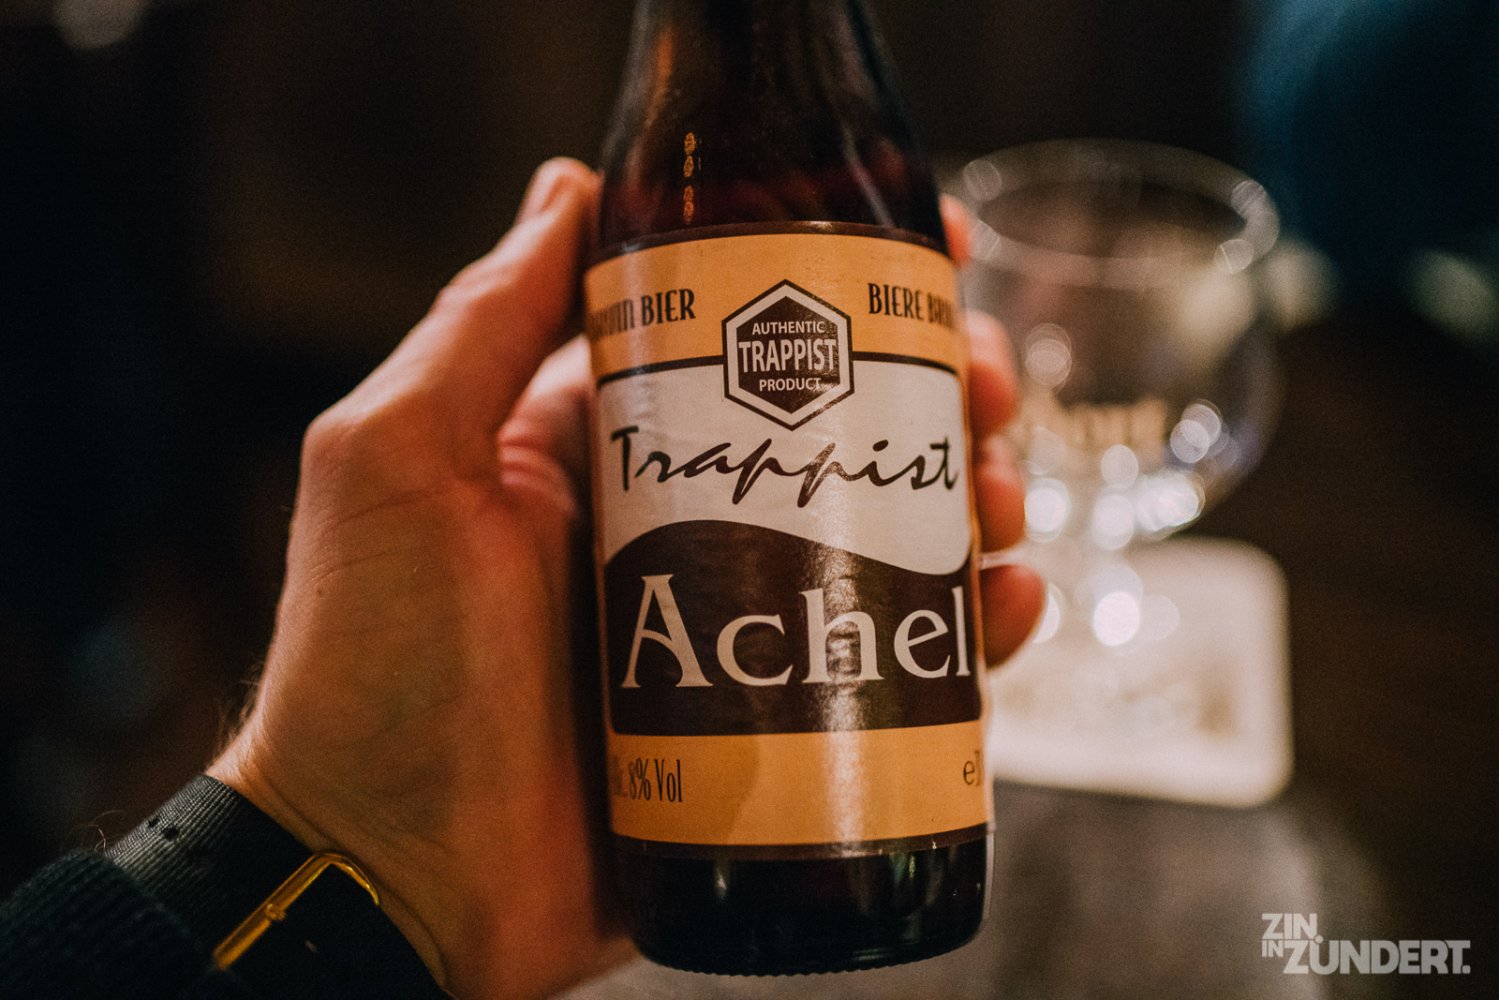 BIER
BIERE
AUTHENTIC
TRAPPIST
PRODUCT
Trappist
Achel
8% Vol
e
ZIN
IN ZUNDERT.